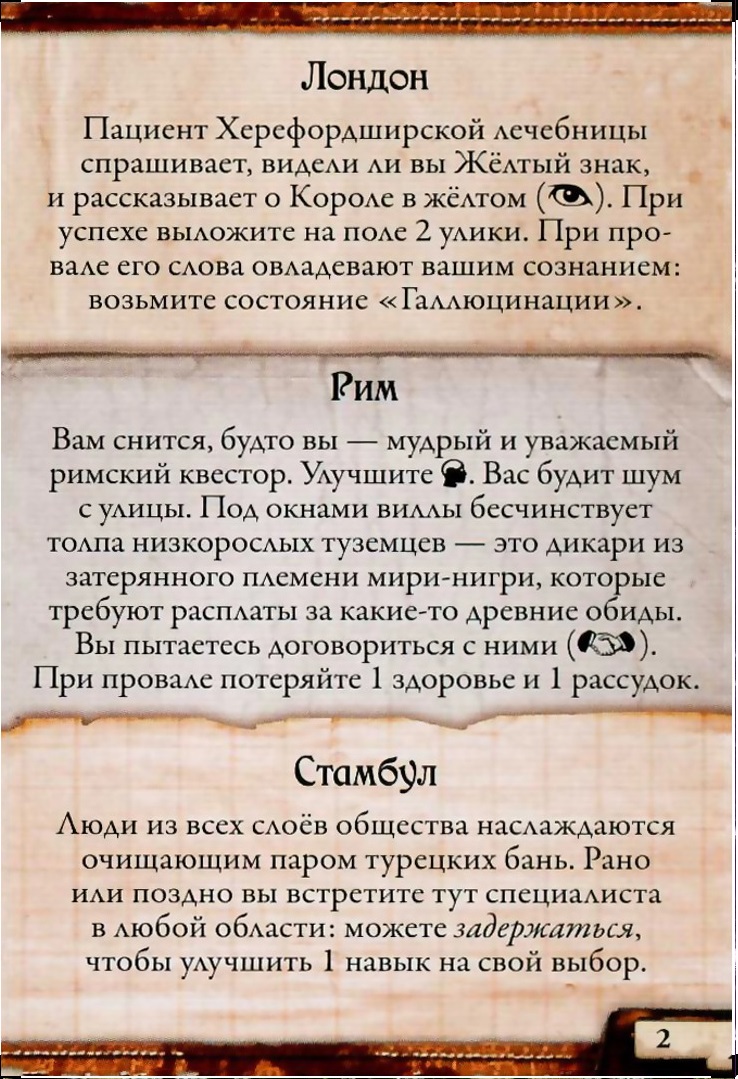 Лондон
Пациент Херефордширской лечебницы
спрашивает, видели ли вы Жёлтый знак,
и рассказывает о Короле в жёлтом (). При
успехе выложите на поле 2 улики. При про-
вале его слова овладевают вашим сознанием:
возьмите состояние «Галлюцинации».
Рим
Вам снится, будто вы — мудрый и уважаемый
римский квестор. Улучшите . Вас будит шум
с улицы. Под окнами виллы бесчинствует
толпа низкорослых туземцев — это дикари из
затерянного племени мири-нигри, которые
требуют расплаты за какие-то древние обиды.
Вы пытаетесь договориться с ними ().
При провале потеряйте 1 здоровье и 1 рассудок.
Стамбул
Люди из всех слоёв общества наслаждаются
очищающим паром турецких бань. Рано
или поздно вы встретите тут специалиста
в любой области: можете задержаться,
чтобы улучшить 1 навык на свой выбор.
2